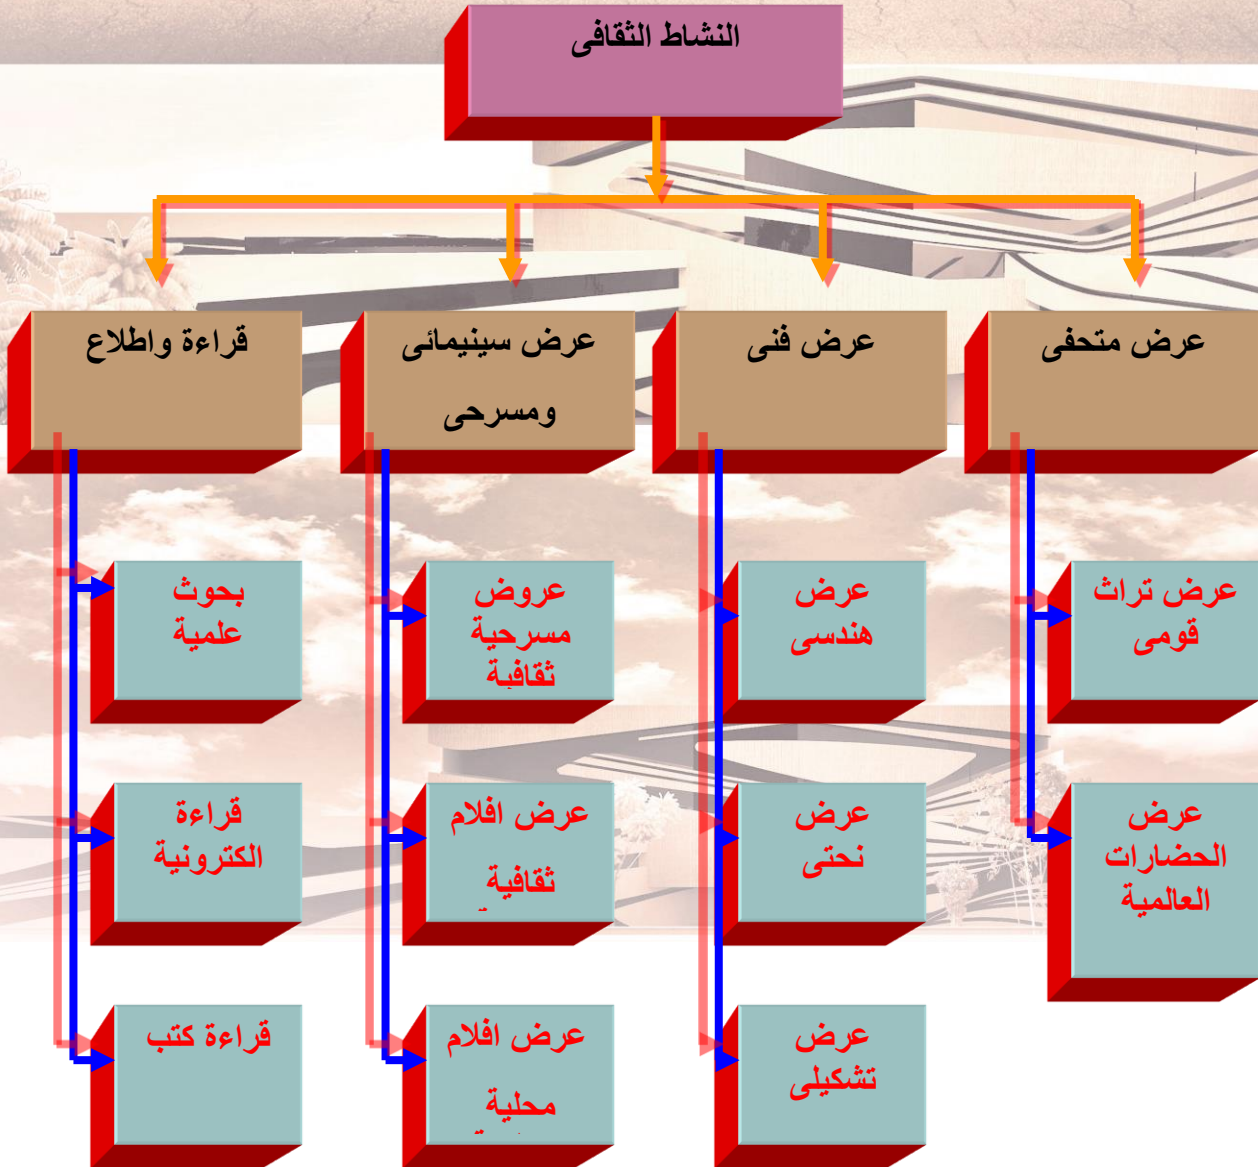 النشاط الثقافى
عرض متحفى
عرض فنى
عرض سينيمائى
ومسرحى
قراءة واطلاع
عرض تراث
قومى
عرض
الحضارات
العالمية
عرض
هندسى
عرض
نحتى
عرض
تشكيلى
عروض
مسرحية
ثقافية
عرض افلام
ثقافية
عرض افلام
محلية
بحوث
علمية
قراءة
الكترونية
قراءة كتب